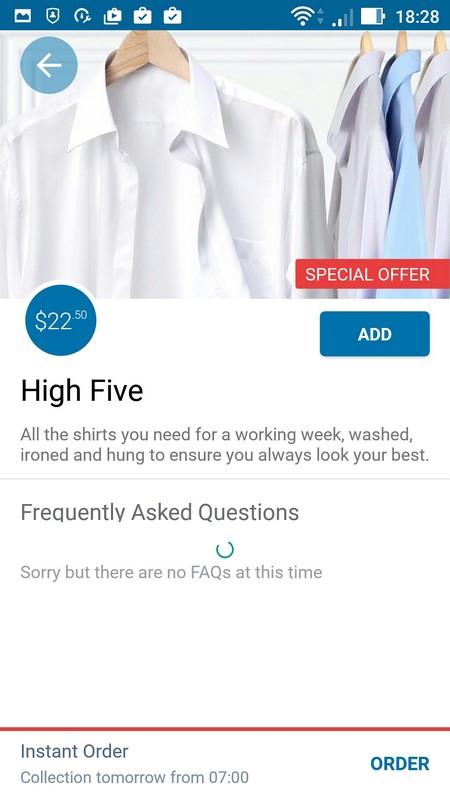 18:28
SPECIAL OFFER
$22.50
ADD
High Five
All the shirts you need for a working week, washed,
ironed and hung to ensure you always look your best.
Frequently Asked Questions
Sorry but there are no FAQs at this time
Instant Order
Collection tomorrow from 07:00
ORDER